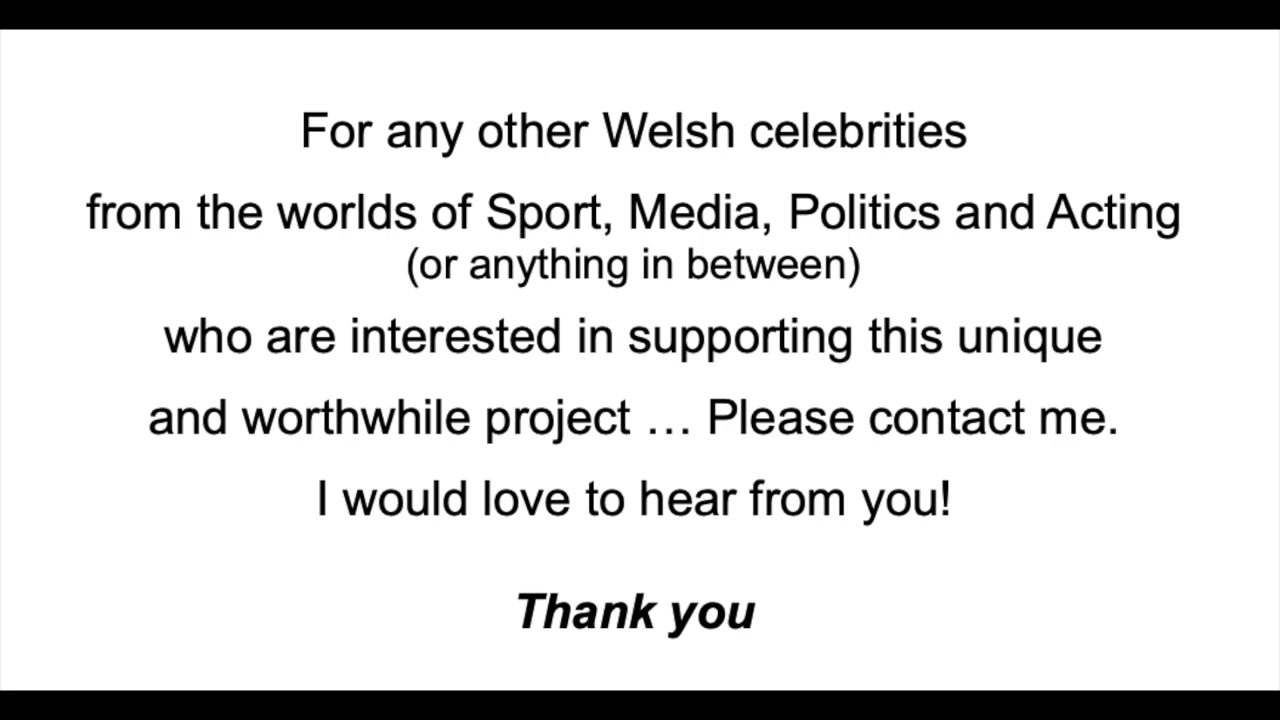 For any other Welsh celebrities
from the worlds of Sport, Media, Politics and Acting
(or anything in between)
who are interested in supporting this unique
and worthwhile project … Please contact me.
I would love to hear from you!
Thank you